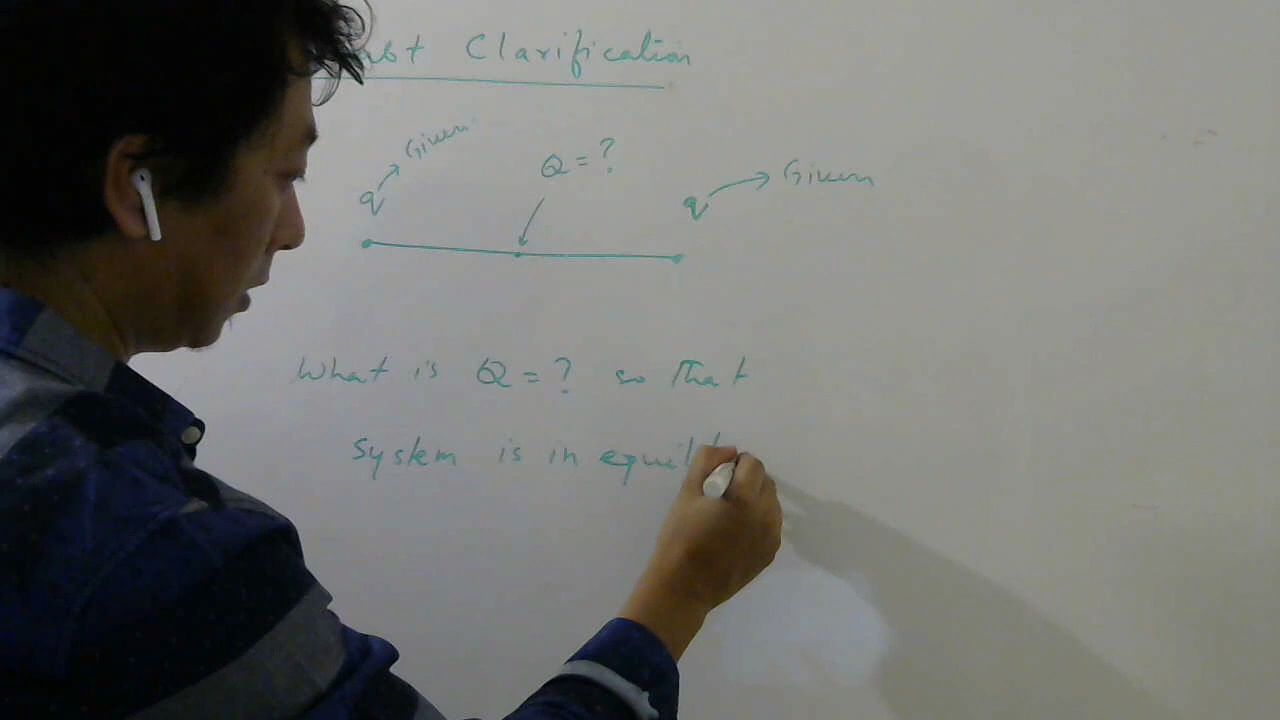 Clarification
Given
Q = ?
q
q
Given
What is Q = ? so that
system is in